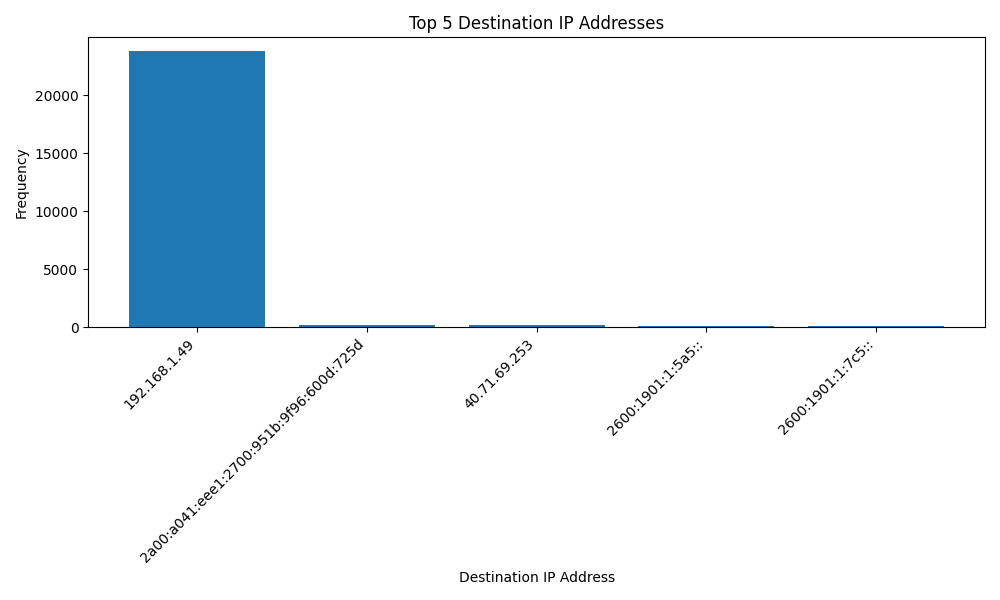 Top 5 Destination IP Addresses
Frequency
20000
15000
10000
5000
0
192.168.1.49
2a00:a041:eee1:2700:951b:9f96:600d:725d
40.71.69.253
2600:1901:1:5a5::
2600:1901:1:7c5::
Destination IP Address